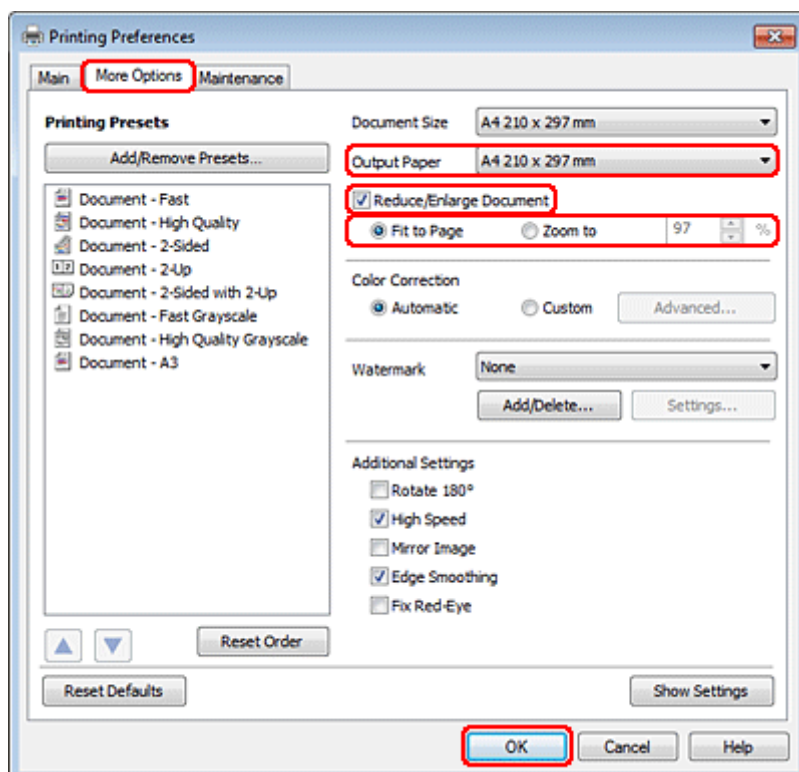 Printing Preferences
Main
More Options
Maintenance
Printing Presets
Add/Remove Presets...
Document - Fast
Document - High Quality
Document - 2-Sided
Document - 2-Up
Document - 2-Sided with 2-Up
Document - Fast Grayscale
Document - High Quality Grayscale
Document - A3
Reset Order
Document Size
A4 210 x 297 mm
Output Paper
A4 210 x 297 mm
Reduce/Enlarge Document
Fit to Page
Zoom to
97
%
Color Correction
Automatic
Custom
Advanced...
Watermark
None
Add/Delete...
Settings...
Additional Settings
Rotate 180°
High Speed
Mirror Image
Edge Smoothing
Fix Red-Eye
Reset Defaults
Show Settings
OK
Cancel
Help